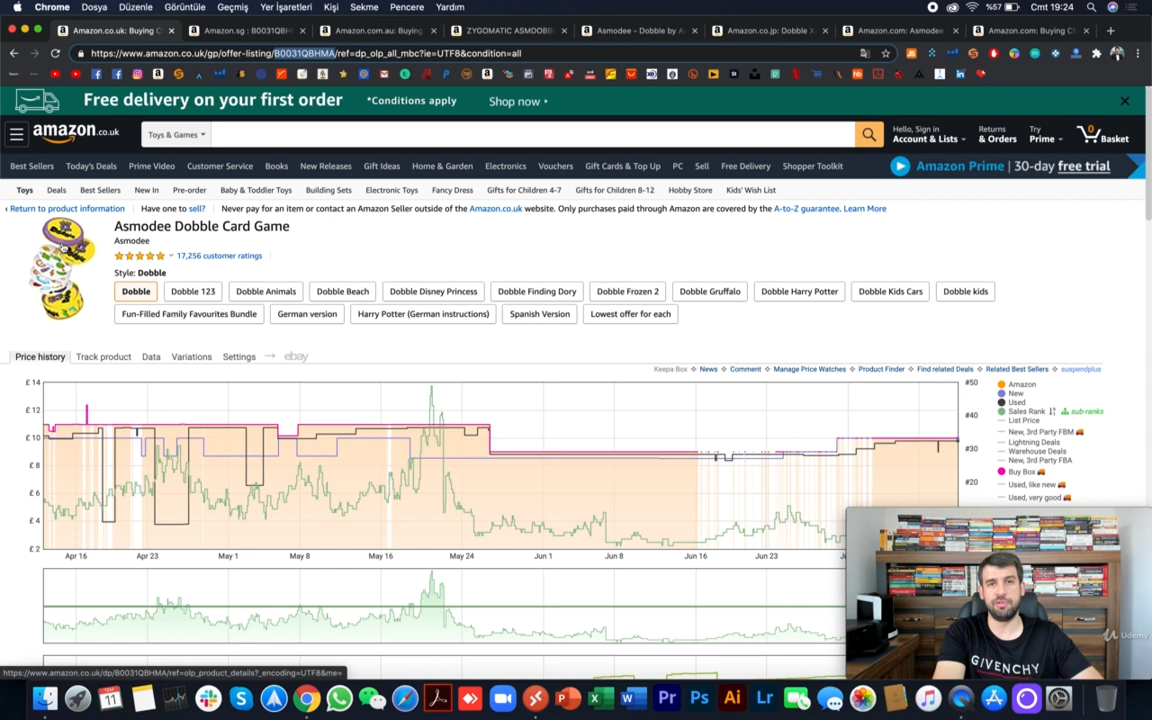 Chrome Dosya Düzenle Görüntüle Geçmiş Yer İşaretleri Kişi Sekme Pencere Yardım %57 Cmt 19:24
Amazon.co.uk: Buying C Amazon.sg : B0031QBHM Amazon.com.au: Buying ZYGOMATIC ASMDOBB Asmodee - Dobble by A Amazon.co.jp: Dobble Amazon.com: Asmodee Amazon.com: Buying C
https://www.amazon.co.uk/gp/offer-listing/B0031QBHMA/ref=dp_olp_all_mbc?ie=UTF8&condition=all
Free delivery on your first order *Conditions apply Shop now
amazon.co.uk Toys & Games Hello, Sign in Account & Lists Returns & Orders Try Prime 0 Basket
Best Sellers Today's Deals Prime Video Customer Service Books New Releases Gift Ideas Home & Garden Electronics Vouchers Gift Cards & Top Up PC Sell Free Delivery Shopper Toolkit Amazon Prime | 30-day free trial
Toys Deals Best Sellers New In Pre-order Baby & Toddler Toys Building Sets Electronic Toys Fancy Dress Gifts for Children 4-7 Gifts for Children 8-12 Hobby Store Kids' Wish List
‹ Return to product information Have one to sell? Never pay for an item or contact an Amazon Seller outside of the Amazon.co.uk website. Only purchases paid through Amazon are covered by the A-to-Z guarantee. Learn More
Asmodee Dobble Card Game
Asmodee
17,256 customer ratings
Style: Dobble
Dobble Dobble 123 Dobble Animals Dobble Beach Dobble Disney Princess Dobble Finding Dory Dobble Frozen 2 Dobble Gruffalo Dobble Harry Potter Dobble Kids Cars Dobble kids
Fun-Filled Family Favourites Bundle German version Harry Potter (German instructions) Spanish Version Lowest offer for each
Price history Track product Data Variations Settings ebay
Keepa Box News Comment Manage Price Watches Product Finder Find related Deals Related Best Sellers suspendplus
£ 14 #50
Amazon
New
Used
£ 12 #40
Sales Rank sub-ranks
List Price
New, 3rd Party FBM
£ 10 #30
Lightning Deals
Warehouse Deals
New, 3rd Party FBA
£ 8
Buy Box
#20
Used, like new
£ 6
Used, very good
£ 4
£ 2
Apr 16 Apr 23 May 1 May 8 May 16 May 24 Jun 1 Jun 8 Jun 16 Jun 23
GIVENCHY
Udemy
https://www.amazon.co.uk/dp/B0031QBHMA/ref=olp_product_details?_encoding=UTF8&me=